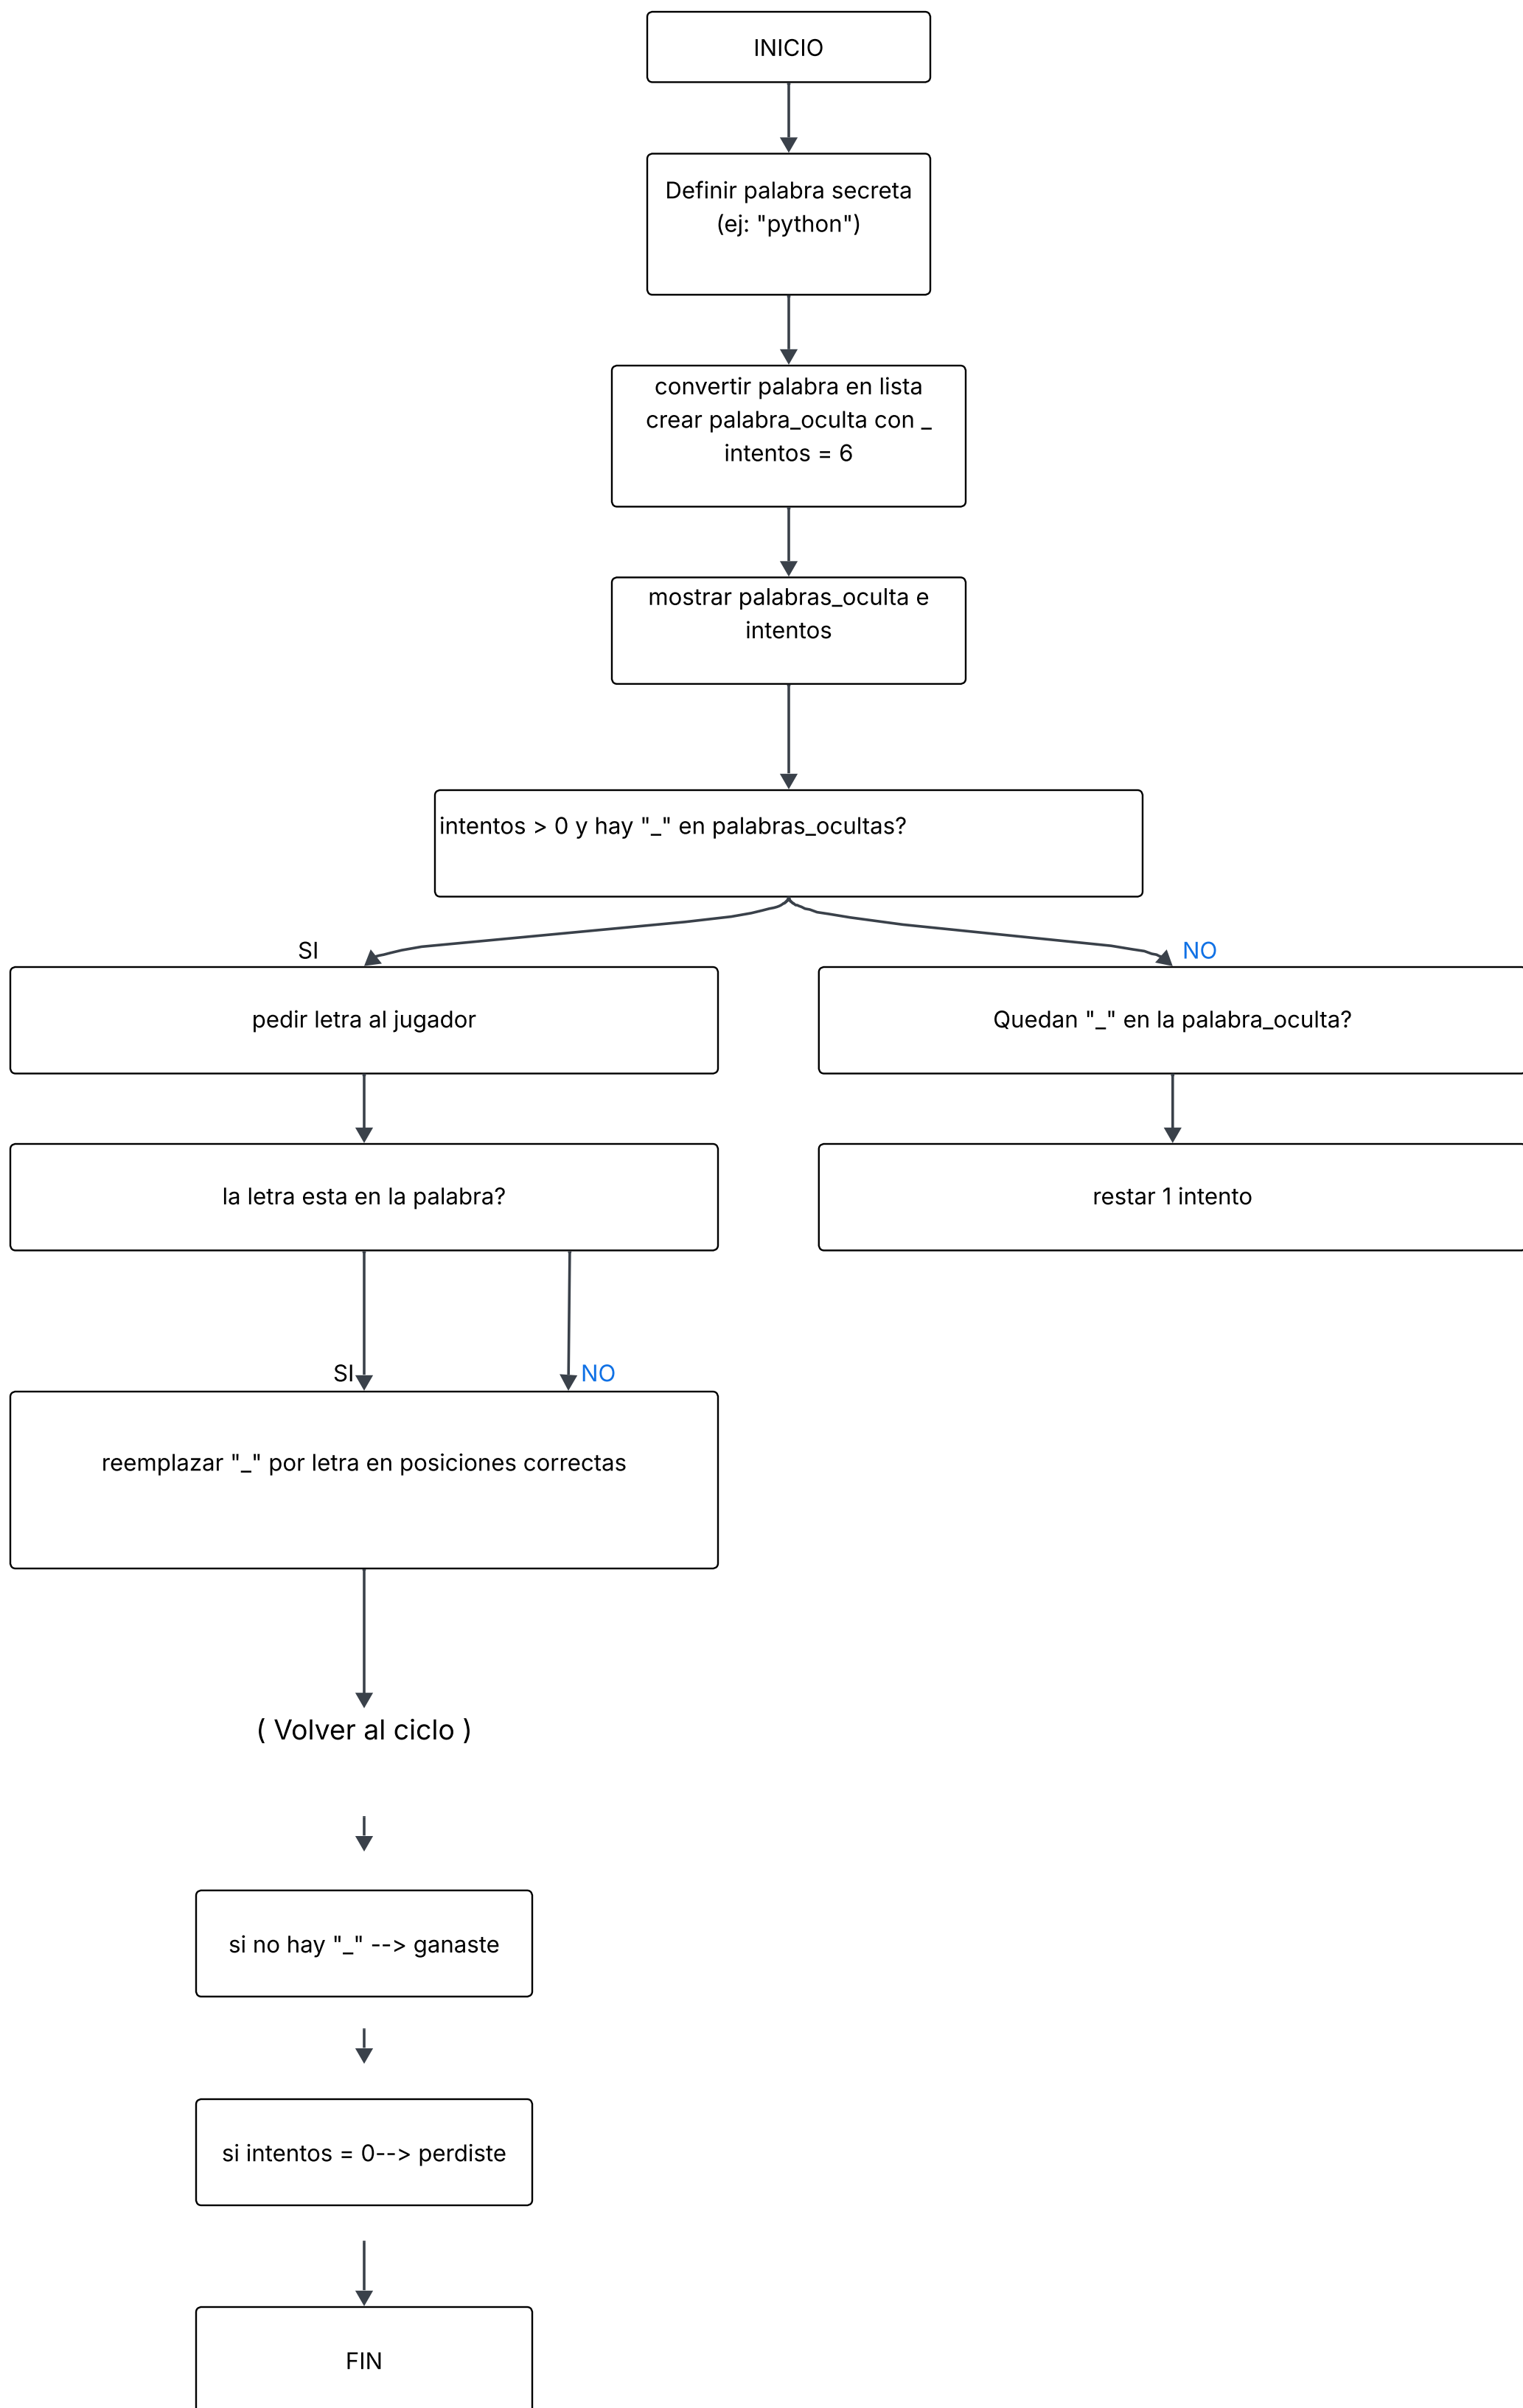 INICIO
Definir palabra secreta
(ej: "python")
convertir palabra en lista
crear palabra_oculta con _
intentos = 6
mostrar palabras_oculta e
intentos
intentos > 0 y hay "_" en palabras_ocultas?
SI
NO
pedir letra al jugador
Quedan "_" en la palabra_oculta?
la letra esta en la palabra?
restar 1 intento
SI
NO
reemplazar "_" por letra en posiciones correctas
( Volver al ciclo )
si no hay "_" --> ganaste
si intentos = 0--> perdiste
FIN